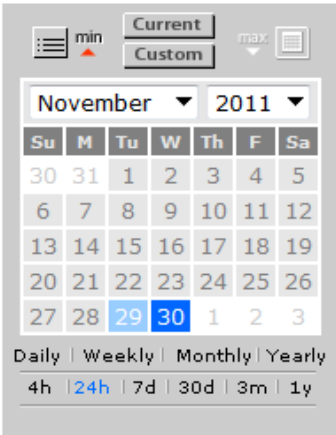 min Current max
Custom
November 2011
Su M Tu W Th F Sa
30 31 1 2 3 4 5
6 7 8 9 10 11 12
13 14 15 16 17 18 19
20 21 22 23 24 25 26
27 28 29 30 1 2 3
Daily | Weekly | Monthly | Yearly
4h | 24h | 7d | 30d | 3m | 1y